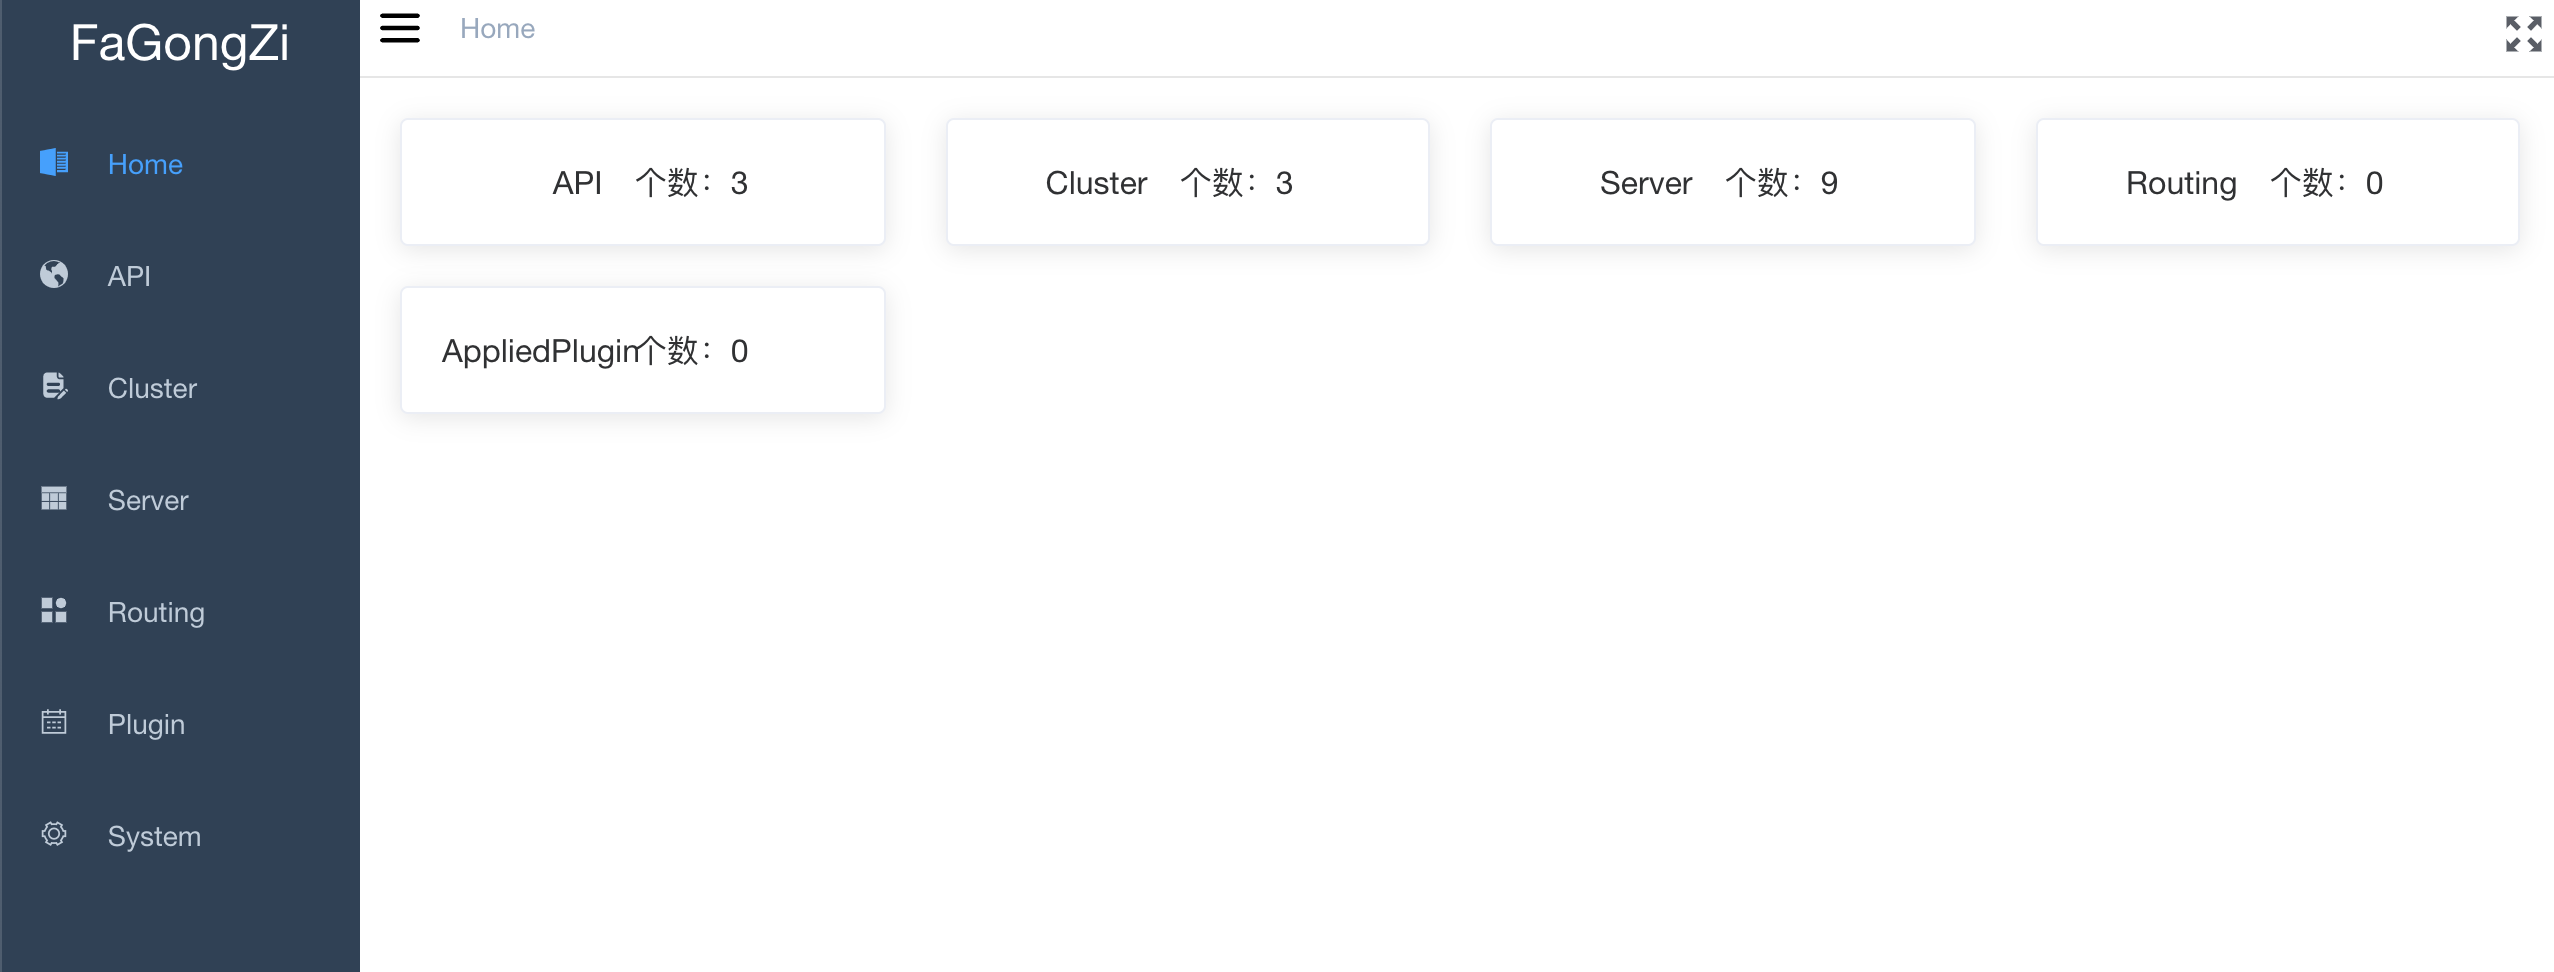 FaGongZi
Home
API
Cluster
Server
Routing
Plugin
System
Home
API 个数：3
Cluster 个数：3
Server 个数：9
Routing 个数：0
AppliedPlugin个数：0